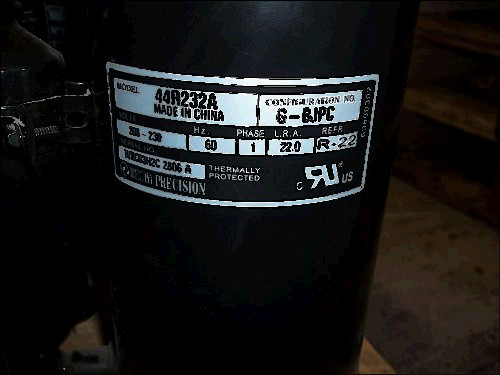 MODEL 44R232A
MADE IN CHINA
CONFIGURATION NO.
G-6JPC
HZ. PHASE L.R.A. REFR.
208-230 60 1 22.0 R-22
2806 A
THERMALLY
PROTECTED
PRECISION
C US